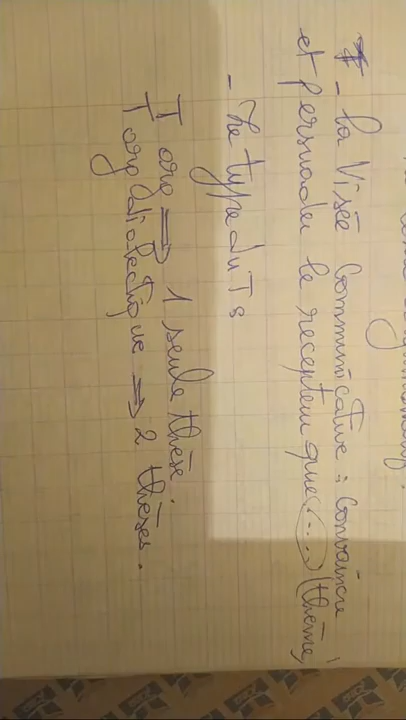 - La Visée Communicative : Convaincre
et persuader le recepteur que (...) (thème)
- Le type du T :
T arg ⇒ 1 seule thèse.
T arg dialectique ⇒ 2 thèses.